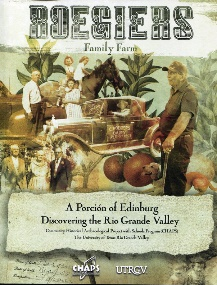 ROEGIERS
Family Farm
A Porción of Edinburg
Discovering the Rio Grande Valley
Community Historical Archaeological Project with Schools Program (CHAPS)
The University of Texas Rio Grande Valley
CHAPS
UTRGV